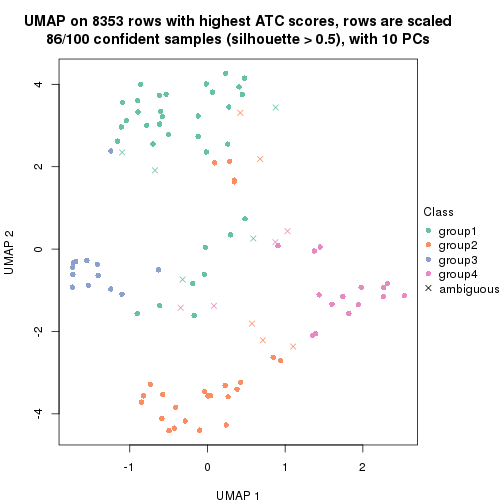 UMAP on 8353 rows with highest ATC scores, rows are scaled
86/100 confident samples (silhouette > 0.5), with 10 PCs
4
2
0
-2
-4
UMAP 2
-1
0
1
2
UMAP 1
Class
group1
group2
group3
group4
ambiguous